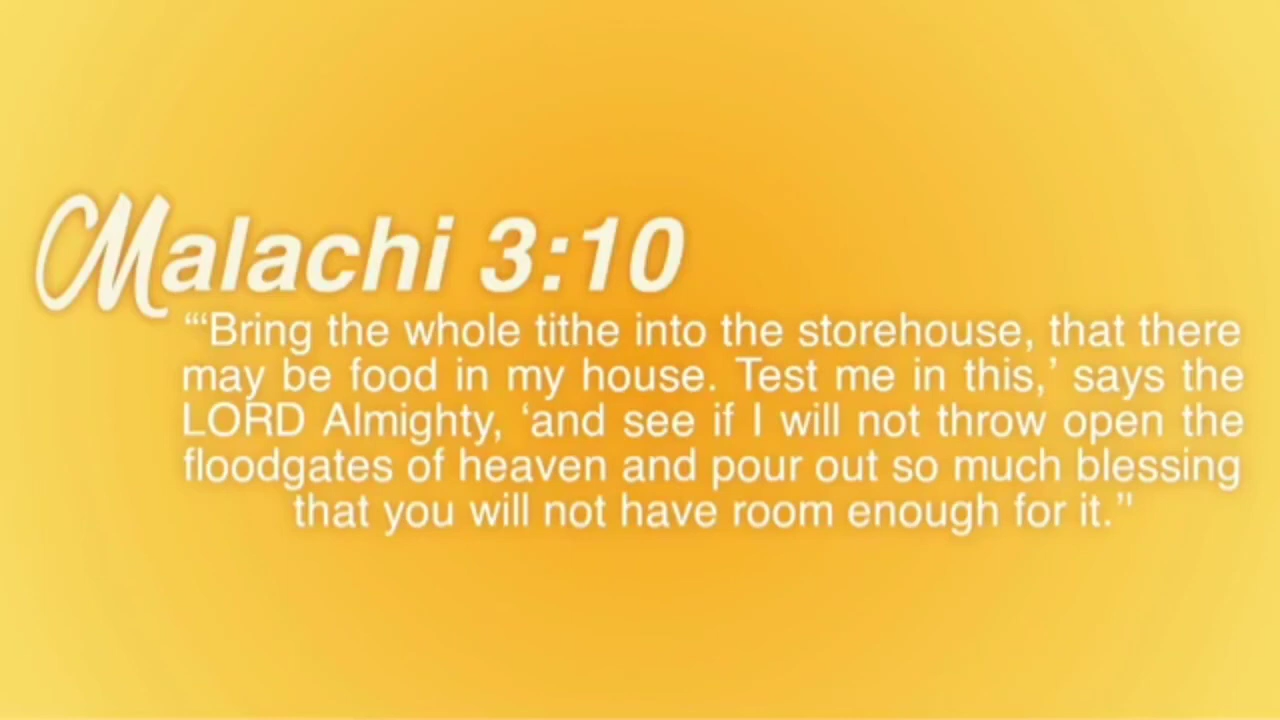 Malachi 3:10
“‘Bring the whole tithe into the storehouse, that there
may be food in my house. Test me in this,’ says the
LORD Almighty, ‘and see if I will not throw open the
floodgates of heaven and pour out so much blessing
that you will not have room enough for it.”